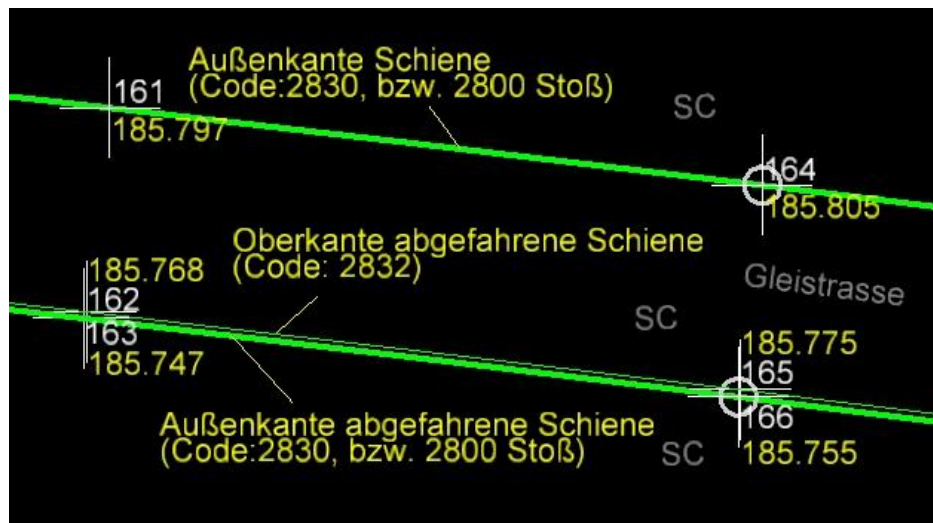 Außenkante Schiene
(Code:2830, bzw. 2800 Stoß)
161
185.797
SC
164
185.805
Oberkante abgefahrene Schiene
(Code: 2832)
185.768
162
163
185.747
Gleistrasse
SC
185.775
165
166
185.755
Außenkante abgefahrene Schiene
(Code:2830, bzw. 2800 Stoß)
SC